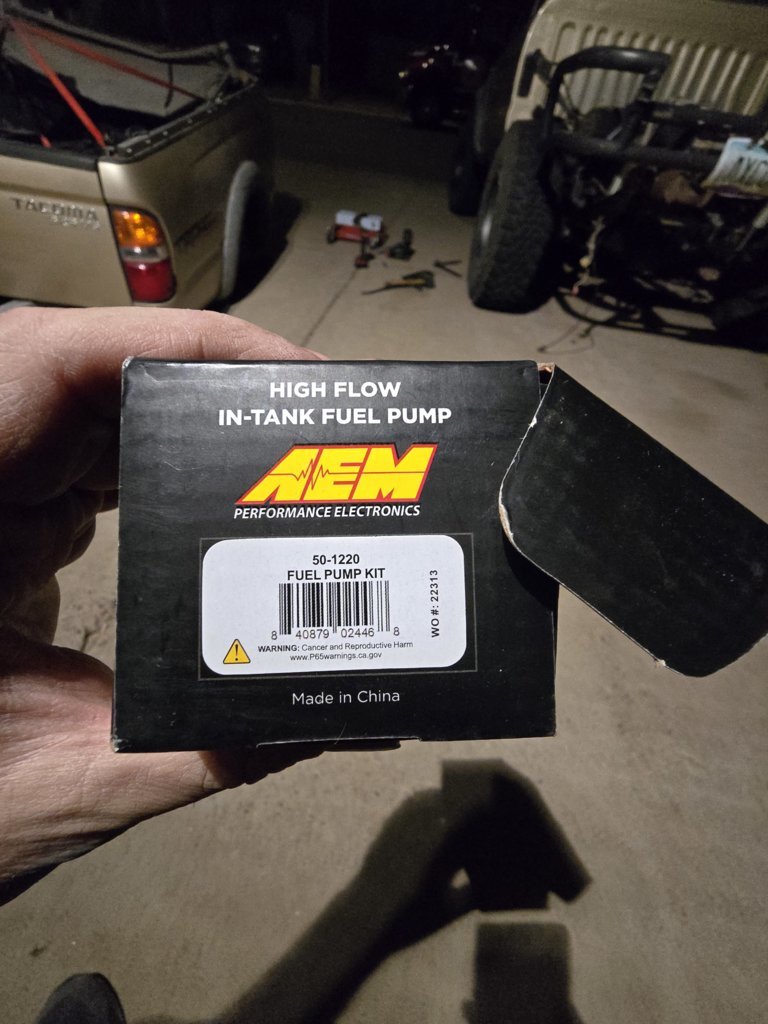 TACOMA
HIGH FLOW
IN-TANK FUEL PUMP
AEM
PERFORMANCE ELECTRONICS
50-1220
FUEL PUMP KIT
8 40879 02446 8
WARNING: Cancer and Reproductive Harm
www.P65warnings.ca.gov
WO #: 22313
Made in China